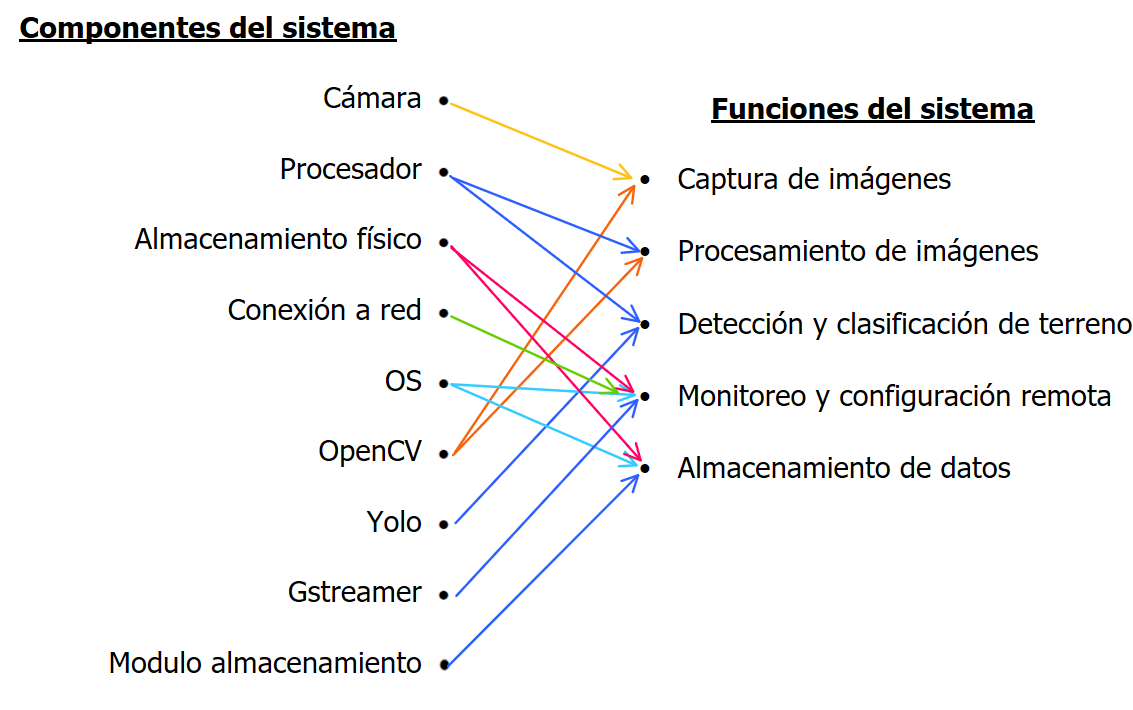 Componentes del sistema
Cámara
Procesador
Almacenamiento físico
Conexión a red
OS
OpenCV
Yolo
Gstreamer
Modulo almacenamiento
Funciones del sistema
Captura de imágenes
Procesamiento de imágenes
Detección y clasificación de terreno
Monitoreo y configuración remota
Almacenamiento de datos